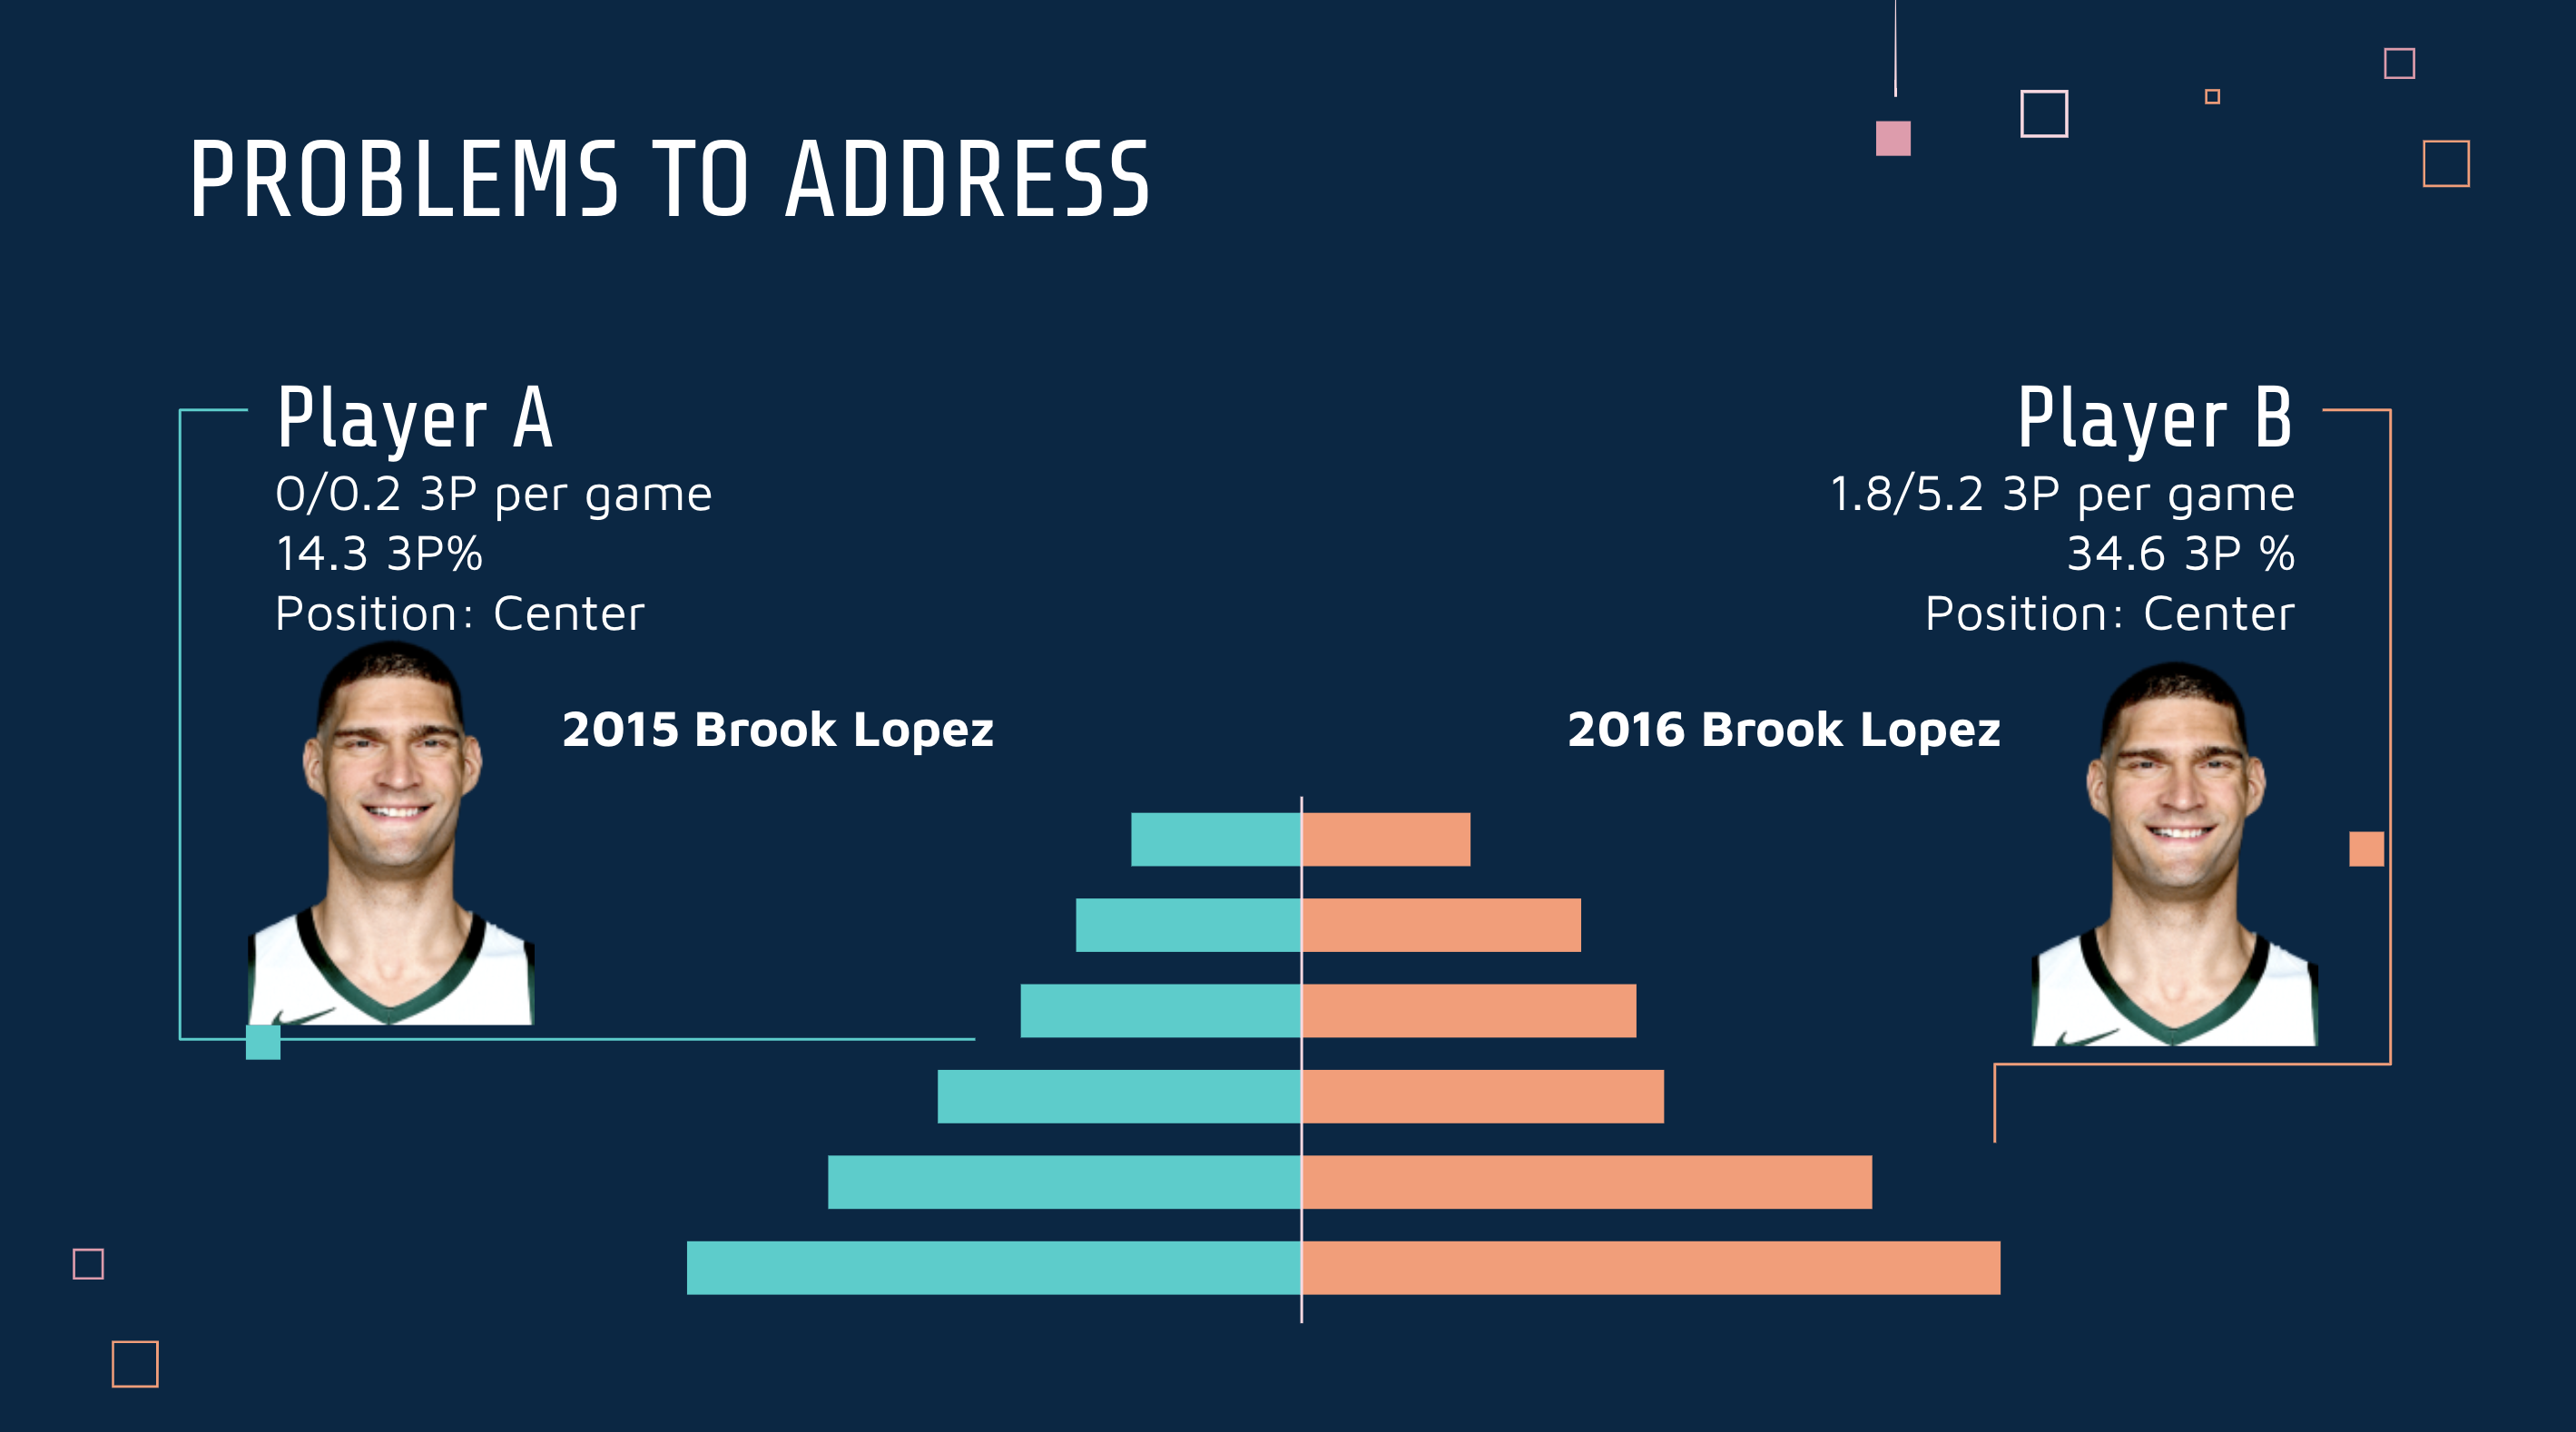 PROBLEMS TO ADDRESS
Player A
0/0.2 3P per game
14.3 3P%
Position: Center
2015 Brook Lopez
Player B
1.8/5.2 3P per game
34.6 3P %
Position: Center
2016 Brook Lopez